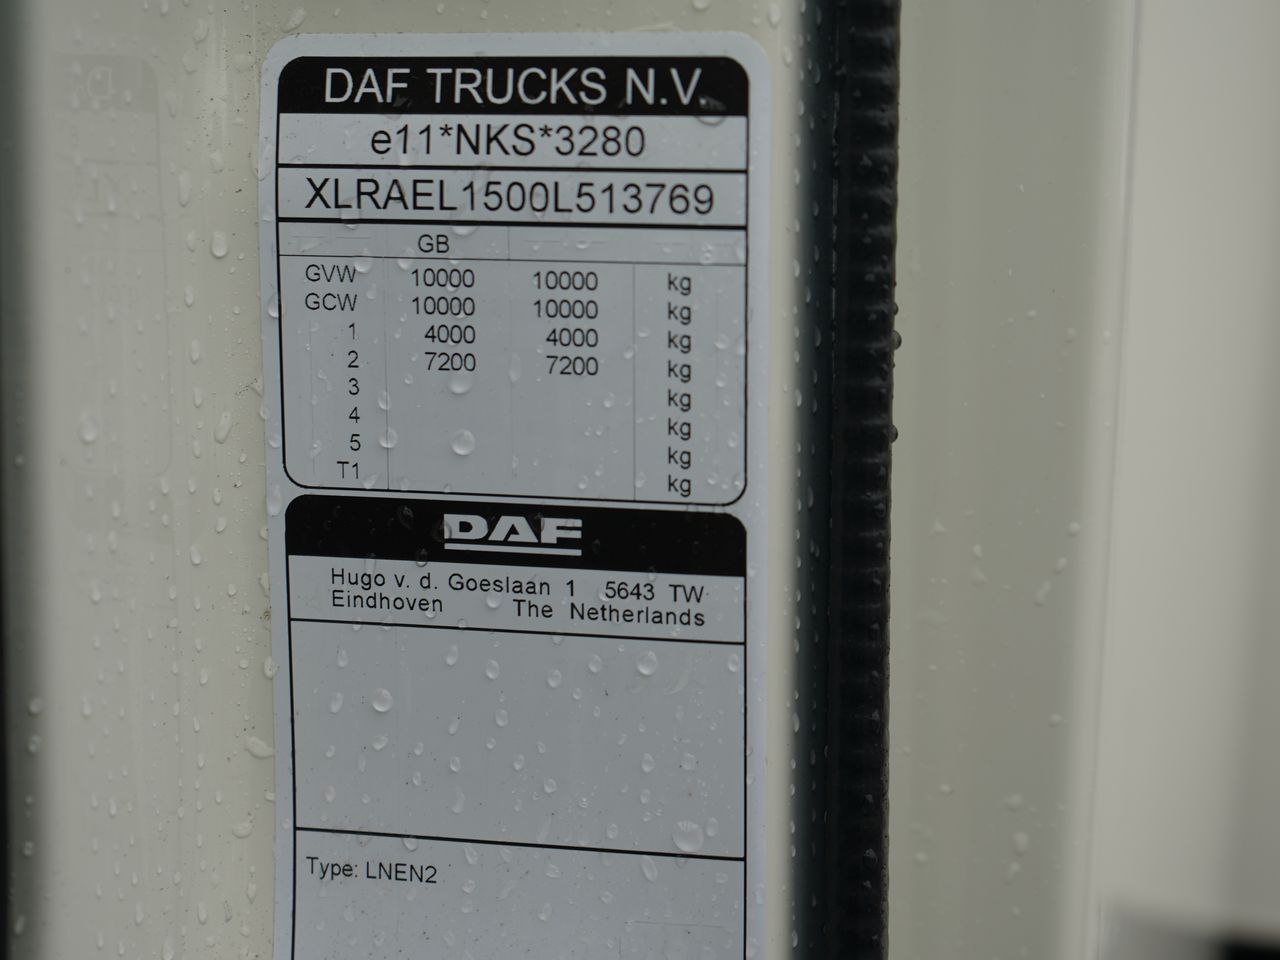 DAF TRUCKS N.V.
e11*NKS*3280
XLRAEL1500L513769
GB
GVW 10000 10000 kg
GCW 10000 10000 kg
1 4000 4000 kg
2 7200 7200 kg
3 kg
4 kg
5 kg
T1 kg
DAF
Hugo v. d. Goeslaan 1 5643 TW
Eindhoven The Netherlands
Type: LNEN2